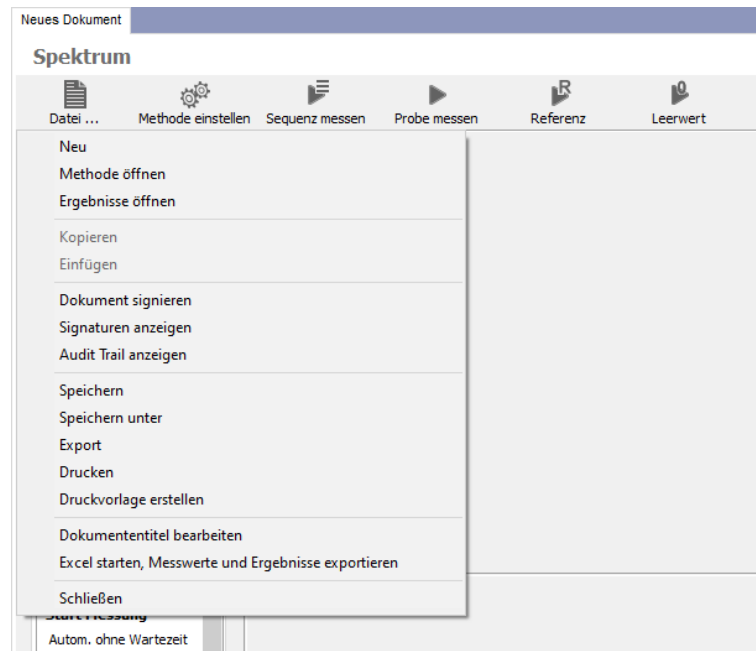 Neues Dokument
Spektrum
Datei ... Methode einstellen Sequenz messen Probe messen Referenz Leerwert
Neu
Methode öffnen
Ergebnisse öffnen
Kopieren
Einfügen
Dokument signieren
Signaturen anzeigen
Audit Trail anzeigen
Speichern
Speichern unter
Export
Drucken
Druckvorlage erstellen
Dokumententitel bearbeiten
Excel starten, Messwerte und Ergebnisse exportieren
Schließen
Start Messung
Autom. ohne Wartezeit